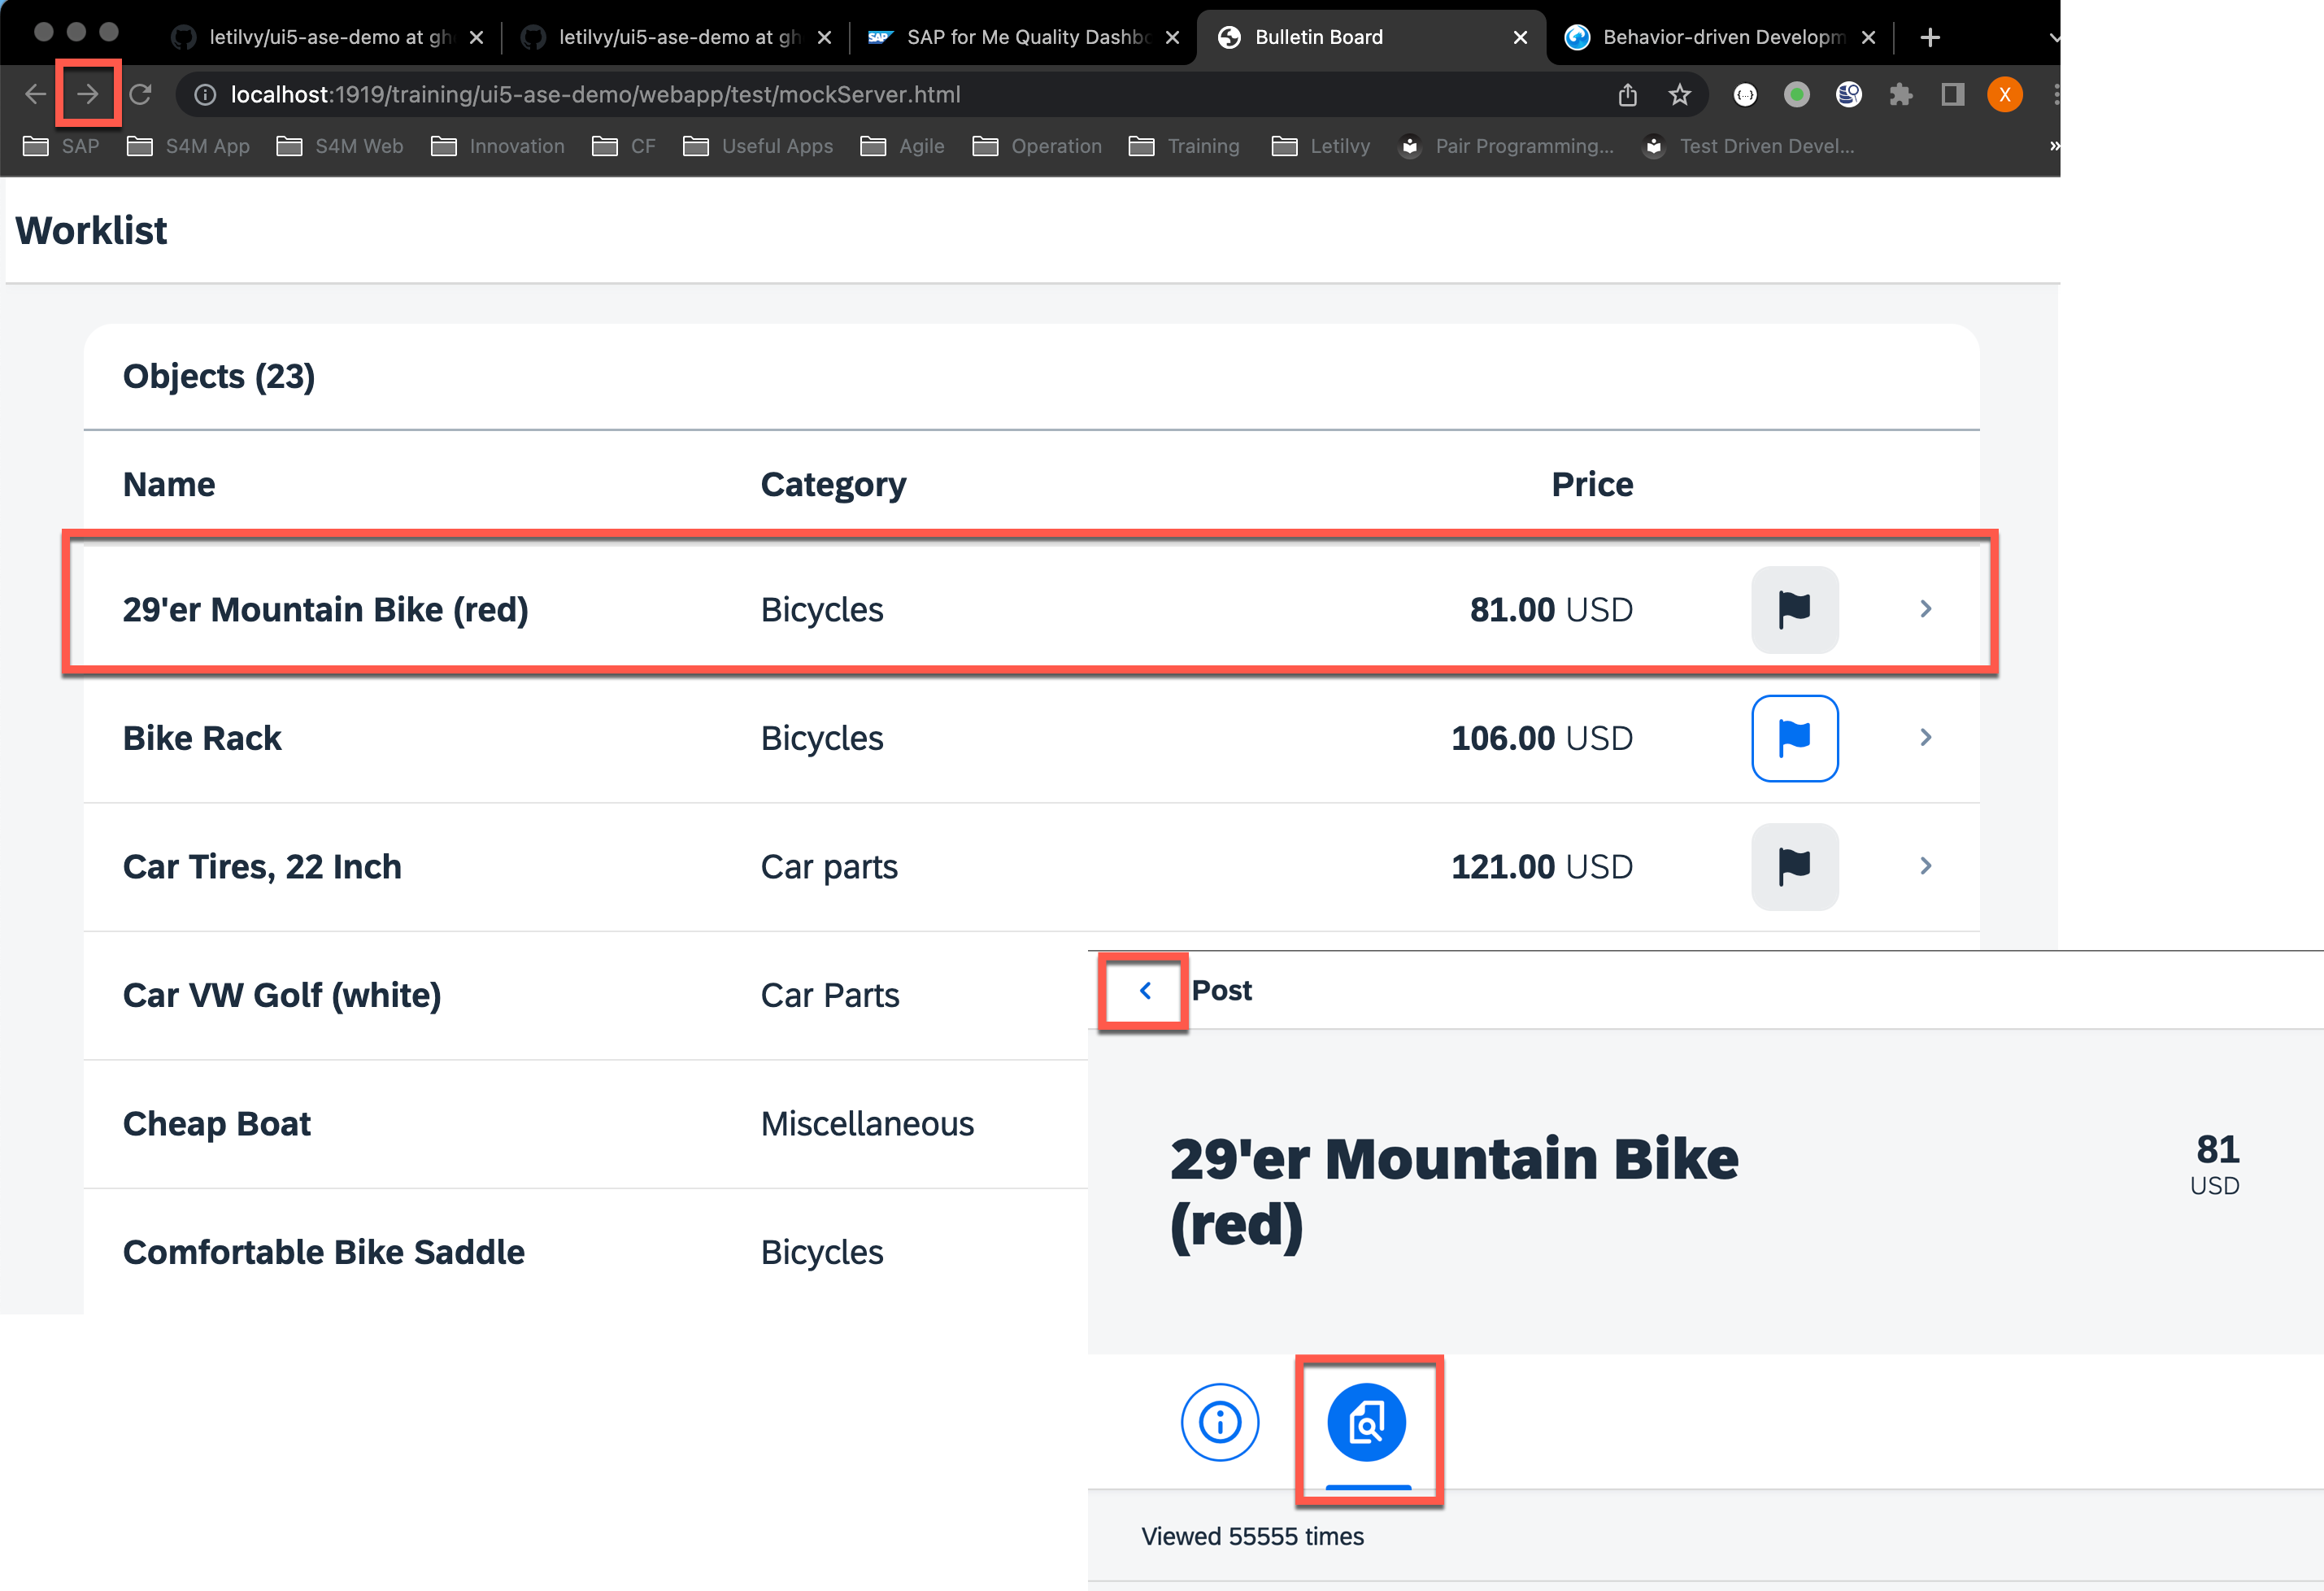 letilvy/ui5-ase-demo at gh
letilvy/ui5-ase-demo at gh
SAP SAP for Me Quality Dashbo
Bulletin Board
Behavior-driven Developm
localhost:1919/training/ui5-ase-demo/webapp/test/mockServer.html
X
SAP S4M App S4M Web Innovation CF Useful Apps Agile Operation Training Letilvy Pair Programming... Test Driven Devel...
Worklist
Objects (23)
Name Category Price
29'er Mountain Bike (red) Bicycles 81.00 USD
Bike Rack Bicycles 106.00 USD
Car Tires, 22 Inch Car parts 121.00 USD
Car VW Golf (white) Car Parts
Cheap Boat Miscellaneous
Comfortable Bike Saddle Bicycles
Post
29'er Mountain Bike
(red)
81
USD
Viewed 55555 times